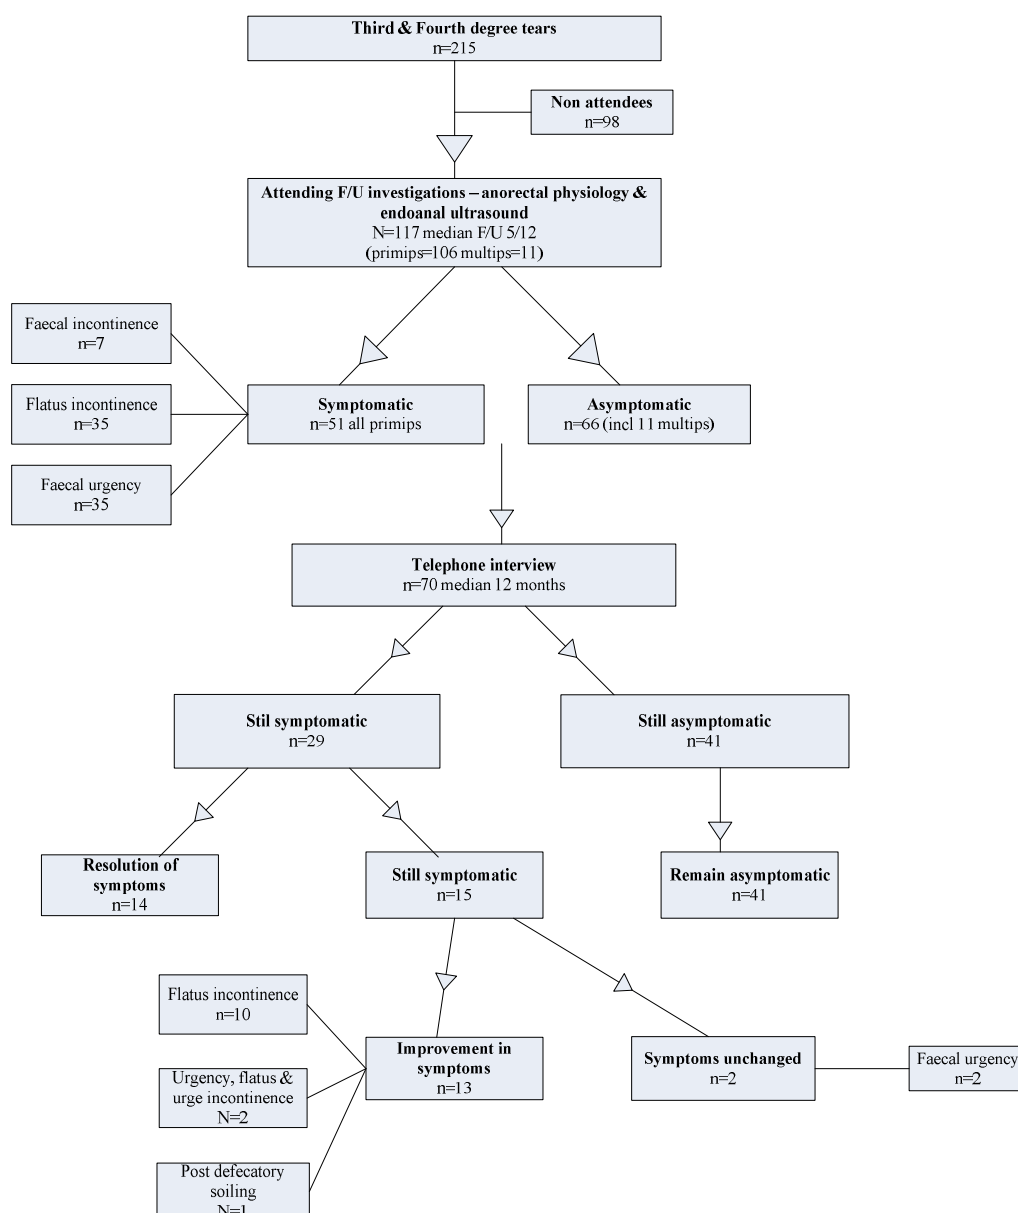 Third & Fourth degree tears
n=215
Non attendees
n=98
Attending F/U investigations – anorectal physiology &
endoanal ultrasound
N=117 median F/U 5/12
(primips=106 multips=11)
Faecal incontinence
n=7
Flatus incontinence
n=35
Faecal urgency
n=35
Symptomatic
n=51 all primips
Asymptomatic
n=66 (incl 11 multips)
Telephone interview
n=70 median 12 months
Stil symptomatic
n=29
Still asymptomatic
n=41
Resolution of
symptoms
n=14
Still symptomatic
n=15
Remain asymptomatic
n=41
Flatus incontinence
n=10
Urgency, flatus &
urge incontinence
N=2
Post defecatory
soiling
N=1
Improvement in
symptoms
n=13
Symptoms unchanged
n=2
Faecal urgency
n=2